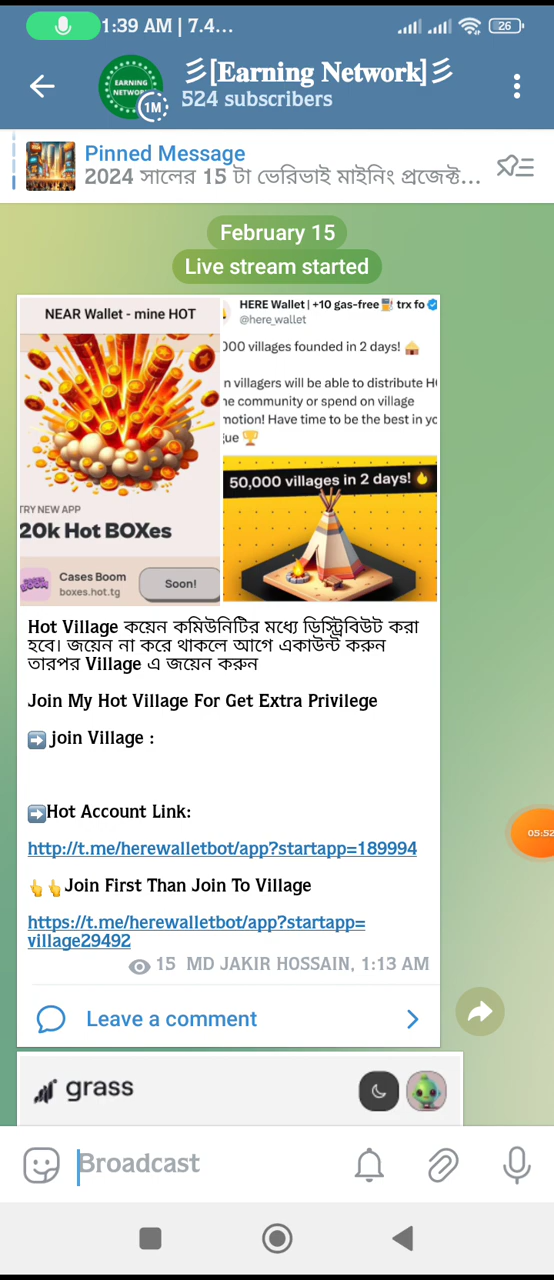 1:39 AM | 7.4...
26
彡[Earning Network]彡
524 subscribers
EARNING
NETWOR
1M
Pinned Message
2024 সালের 15 টা ভেরিভাই মাইনিং প্রজেক্ট...
February 15
Live stream started
NEAR Wallet - mine HOT
TRY NEW APP
20k Hot BOXes
BOOM
Cases Boom
boxes.hot.tg
Soon!
HERE Wallet | +10 gas-free⛽ trx fo
@here_wallet
000 villages founded in 2 days! 🛖
n villagers will be able to distribute H
he community or spend on village
motion! Have time to be the best in yo
gue 🏆
50,000 villages in 2 days! 🔥
Hot Village কয়েন কমিউনিটির মধ্যে ডিস্ট্রিবিউট করা
হবে। জয়েন না করে থাকলে আগে একাউন্ট করুন
তারপর Village এ জয়েন করুন
Join My Hot Village For Get Extra Privilege
➡️ join Village :
➡️Hot Account Link:
http://t.me/herewalletbot/app?startapp=189994
👆👆Join First Than Join To Village
https://t.me/herewalletbot/app?startapp=
village29492
15 MD JAKIR HOSSAIN, 1:13 AM
Leave a comment
05:52
grass
Broadcast